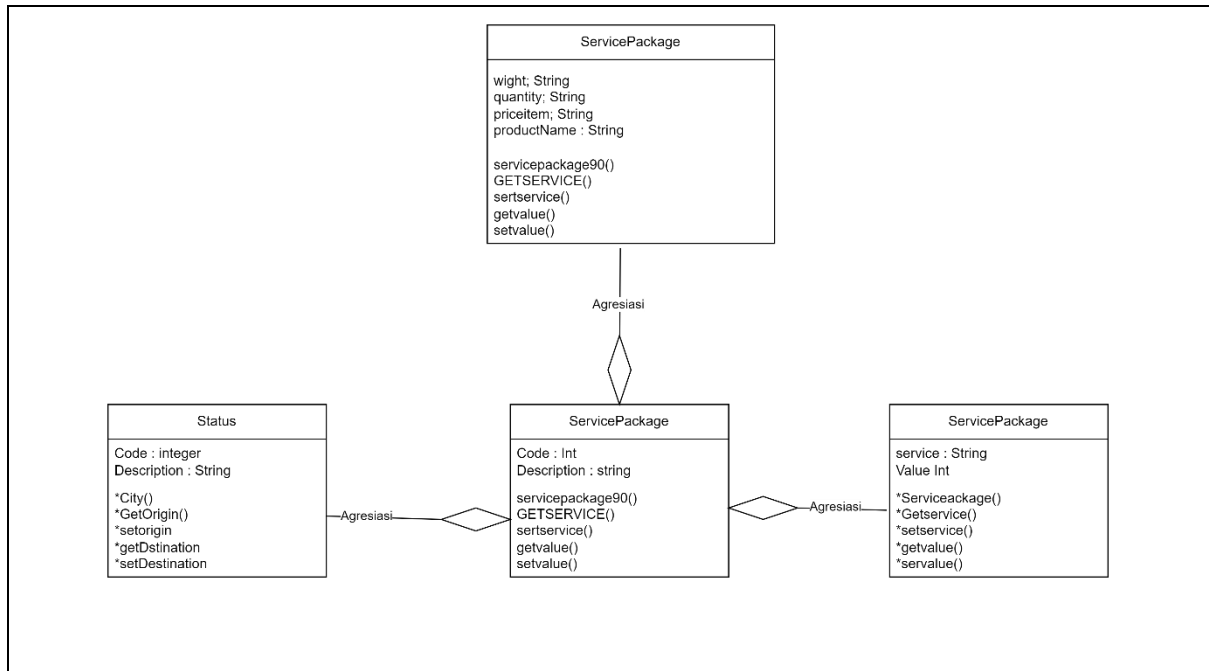 ServicePackage
wight; String
quantity; String
priceitem; String
productName : String
servicepackage90()
GETSERVICE()
sertservice()
getvalue()
setvalue()
Agresiasi
Status
Code : integer
Description : String
*City()
*GetOrigin()
*setorigin
*getDstination
*setDestination
Agresiasi
ServicePackage
Code : Int
Description : string
servicepackage90()
GETSERVICE()
sertservice()
getvalue()
setvalue()
Agresiasi
ServicePackage
service : String
Value Int
*Serviceackage()
*Getservice()
*setservice()
*getvalue()
*servalue()